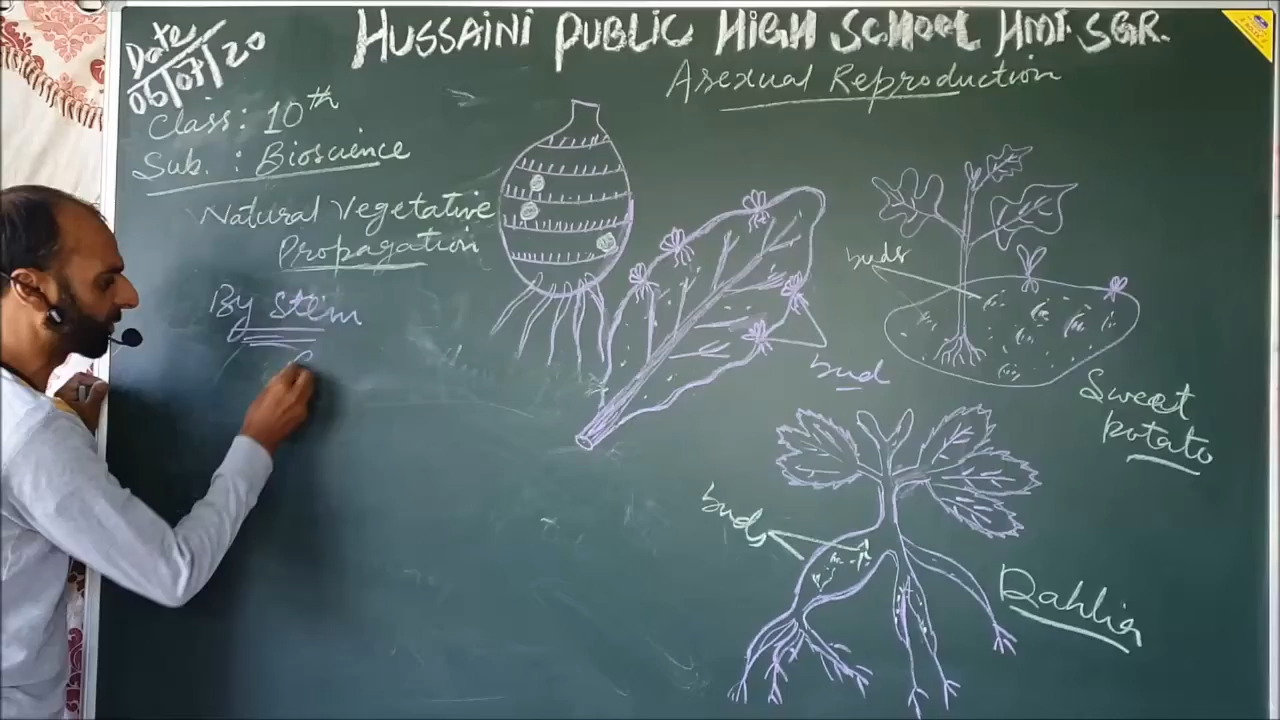 HUSSAINI PUBLIC HIGH SCHOOL HMT. SGR.
Date
06/07/20
Asexual Reproduction
Class: 10th
Sub. : Bioscience
Natural Vegetative
Propagation
By Stem
buds
bud
Sweet
potato
buds
Dahlia